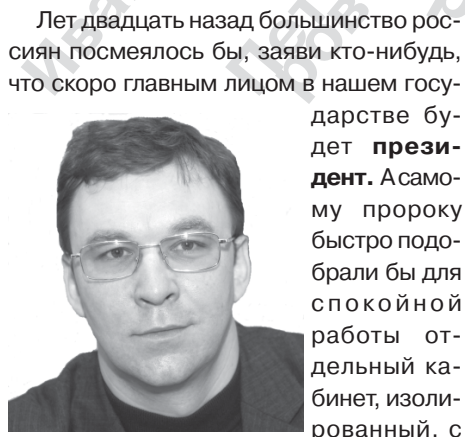 Лет двадцать назад большинство рос-
сиян посмеялось бы, заяви кто-нибудь,
что скоро главным лицом в нашем госу-
дарстве бу-
дет прези-
дент. А само-
му пророку
быстро подо-
брали бы для
спокойной
работы от-
дельный ка-
бинет, изоли-
рованный, с